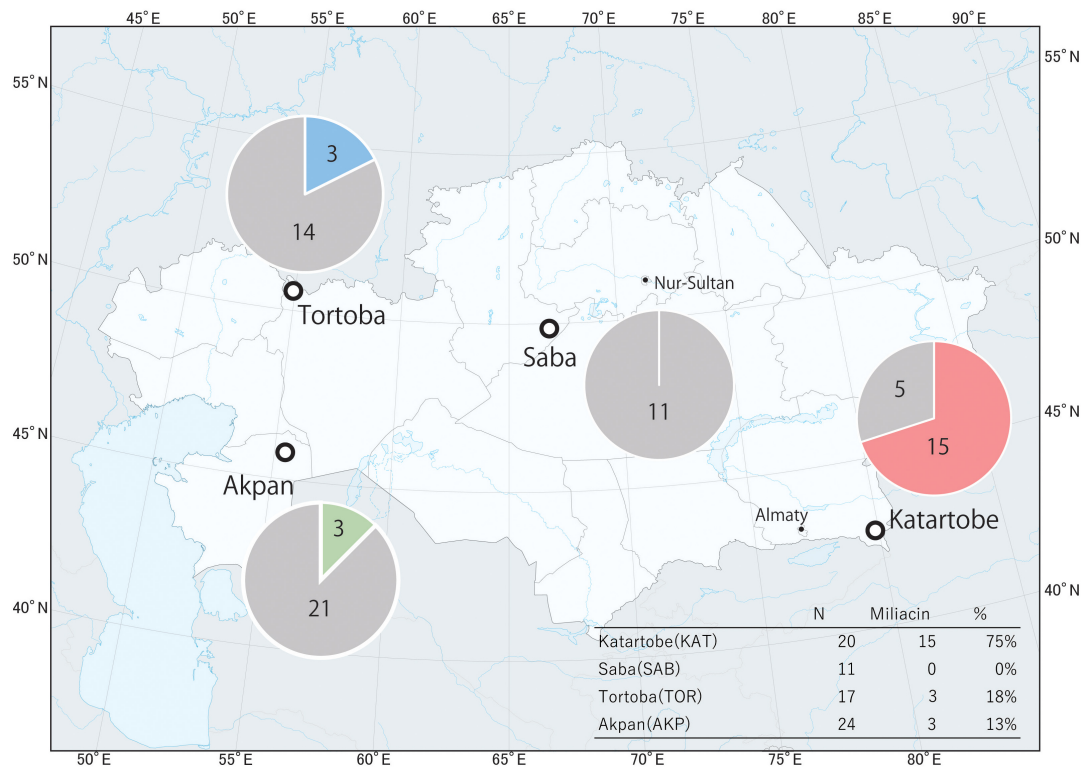 45°E 50°E 55°E 60°E 65°E 70°E 75°E 80°E 85°E 90°E
55°N
55°N
3
14
50°N
50°N
Nur-Sultan
Tortoba
Saba
5
15
11
45°N
45°N
Akpan
Almaty
Katartobe
3
21
40°N
40°N
N Miliacin %
Katartobe(KAT) 20 15 75%
Saba(SAB) 11 0 0%
Tortoba(TOR) 17 3 18%
Akpan(AKP) 24 3 13%
50°E 55°E 60°E 65°E 70°E 75°E 80°E